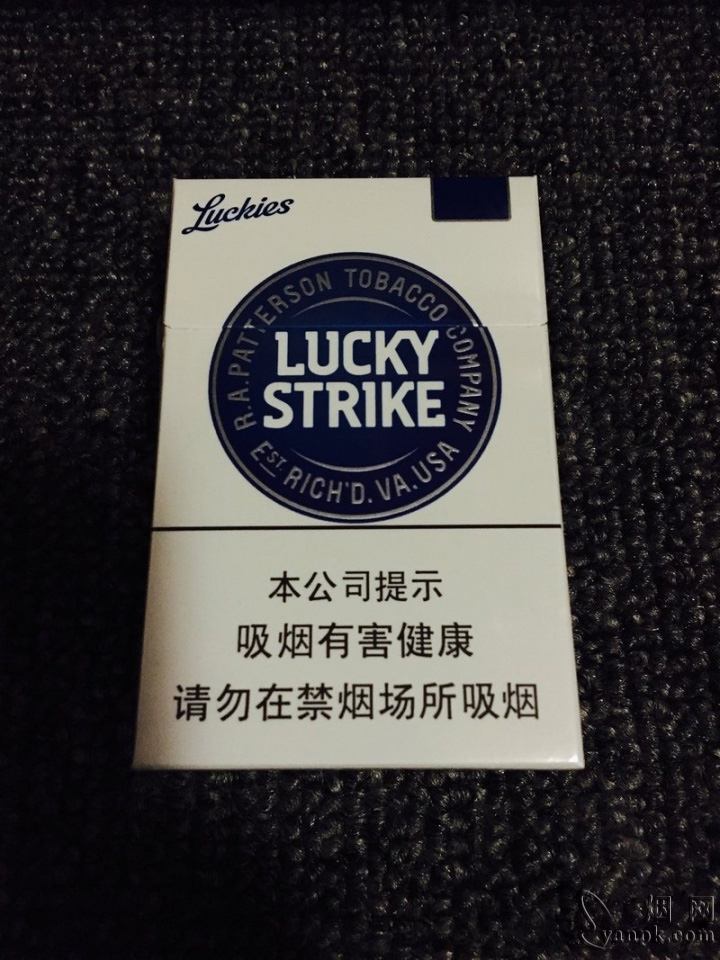 Luckies
R.A.PATTERSON TOBACCO COMPANY
LUCKY
STRIKE
EST. RICH'D. VA. USA
本公司提示
吸烟有害健康
请勿在禁烟场所吸烟
烟网
yanpk.com